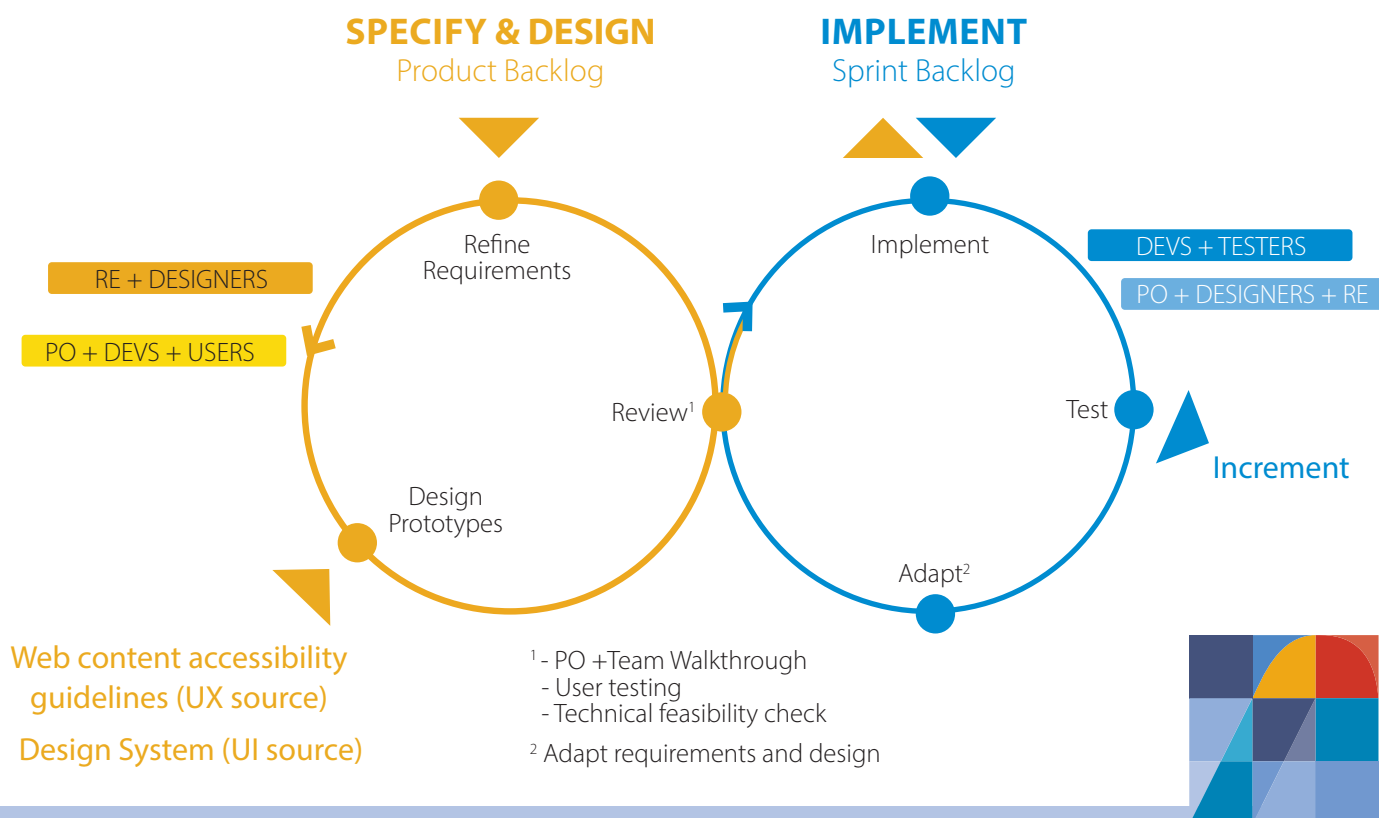 SPECIFY & DESIGN
Product Backlog
IMPLEMENT
Sprint Backlog
Refine
Requirements
Implement
DEVS + TESTERS
RE + DESIGNERS
PO + DESIGNERS + RE
PO + DEVS + USERS
Review¹
Test
Increment
Design
Prototypes
Adapt²
Web content accessibility
guidelines (UX source)
Design System (UI source)
¹ - PO +Team Walkthrough
- User testing
- Technical feasibility check
² Adapt requirements and design